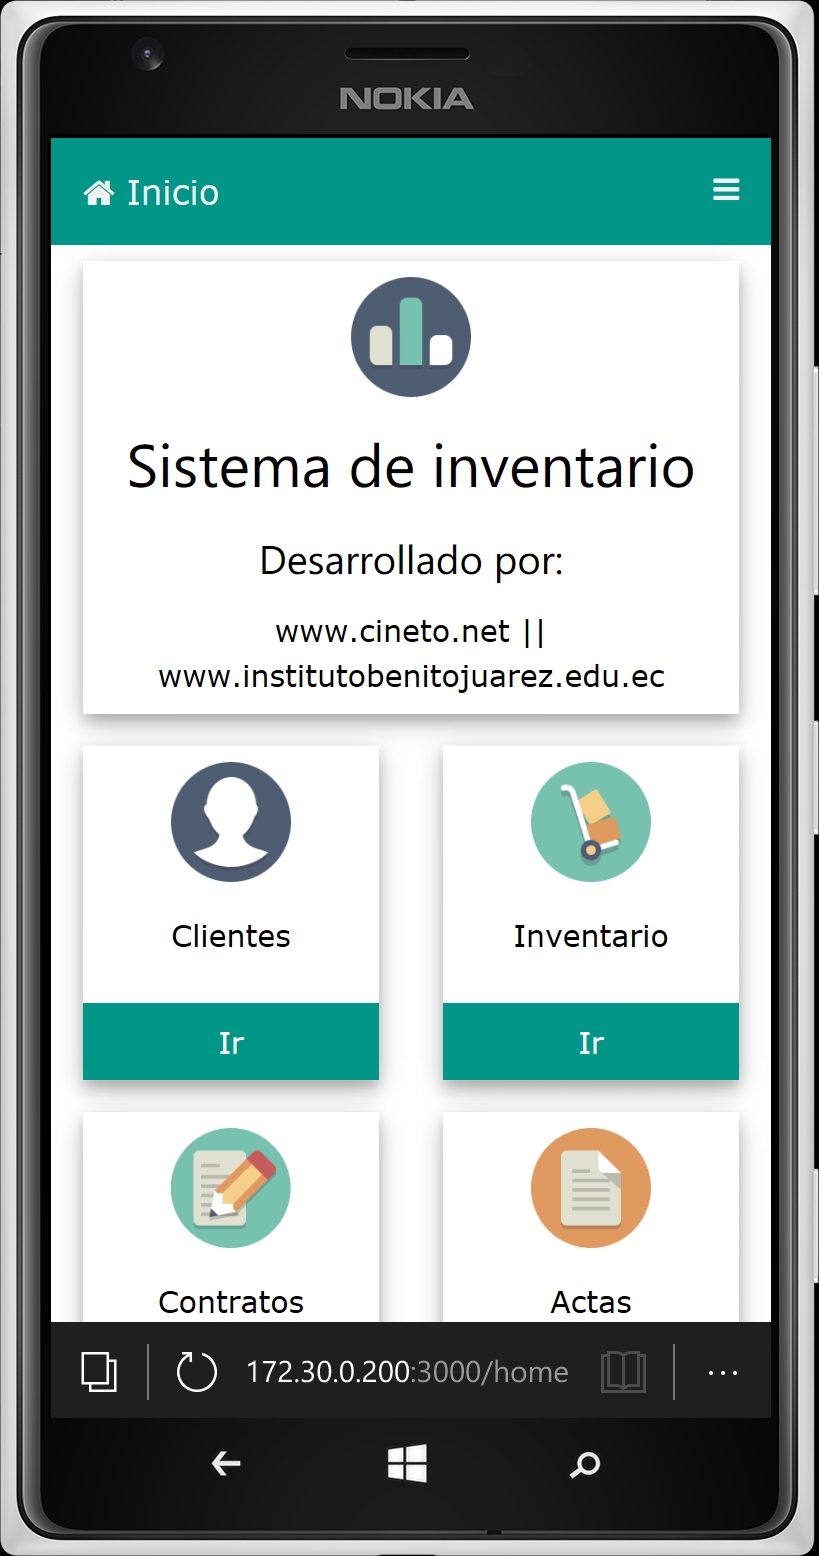 NOKIA
Inicio
Sistema de inventario
Desarrollado por:
www.cineto.net ||
www.institutobenitojuarez.edu.ec
Clientes
Inventario
Ir
Ir
Contratos
Actas
172.30.0.200:3000/home